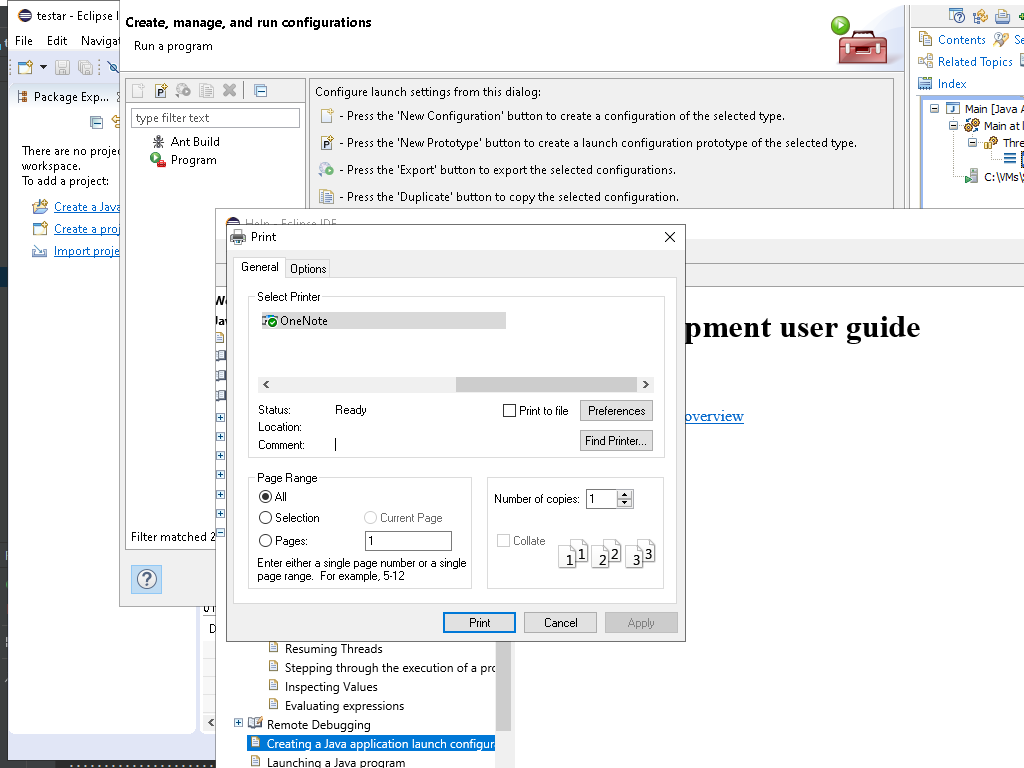 testar - Eclipse I
File Edit Navigat
Package Exp...
There are no proje
workspace.
To add a project:
Create a Java
Create a proj
Import proje
Create, manage, and run configurations
Run a program
type filter text
Ant Build
Program
Filter matched 2
Configure launch settings from this dialog:
- Press the 'New Configuration' button to create a configuration of the selected type.
- Press the 'New Prototype' button to create a launch configuration prototype of the selected type.
- Press the 'Export' button to export the selected configurations.
- Press the 'Duplicate' button to copy the selected configuration.
Contents Se
Related Topics
Index
Main [Java A
Main at
Thre
C:\VMs\
Help - Eclipse IDE
Print
General Options
Select Printer
OneNote
Status: Ready
Location:
Comment:
Print to file
Preferences
Find Printer...
Page Range
All
Selection
Current Page
Pages: 1
Enter either a single page number or a single
page range. For example, 5-12
Number of copies: 1
Collate
1 1 2 2 3 3
Print Cancel Apply
pment user guide
overview
Resuming Threads
Stepping through the execution of a pro
Inspecting Values
Evaluating expressions
Remote Debugging
Creating a Java application launch configur
Launching a Java program